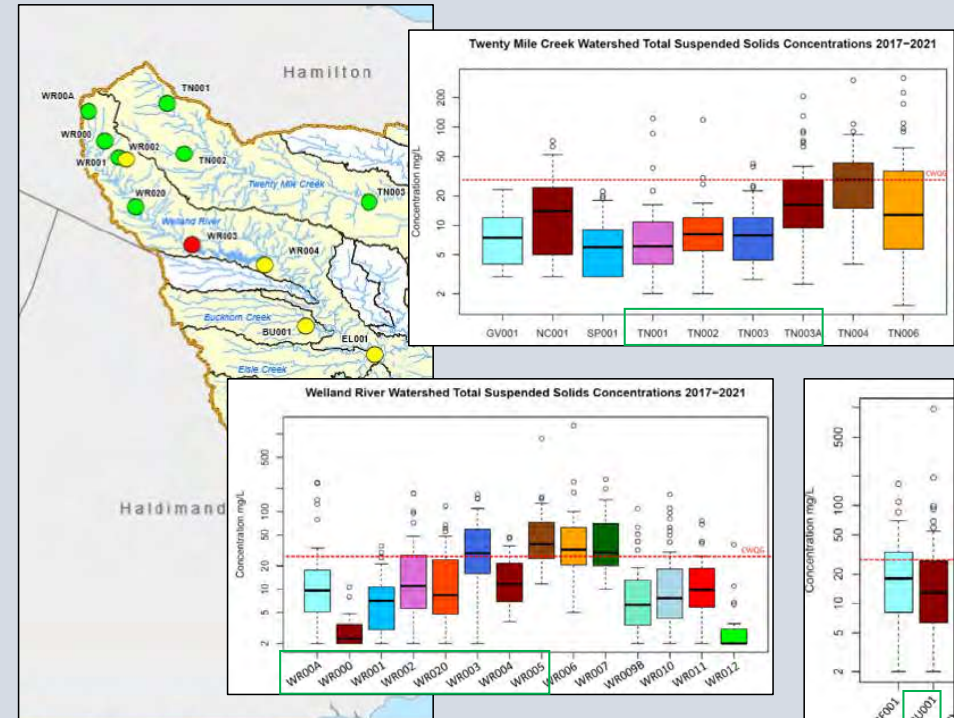 Hamilton
WR00A
TN001
WR000
WR002
WR001
TN002
WR020
Twenty Mile Creek
TN003
Welland River
WR003
WR004
Buckhorn Creek
BU001
EL001
Elsie Creek
Haldimand
Twenty Mile Creek Watershed Total Suspended Solids Concentrations 2017−2021
Concentration mg/L
200
100
50
20
10
5
2
CWQG
GV001 NC001 SP001 TN001 TN002 TN003 TN003A TN004 TN006
Welland River Watershed Total Suspended Solids Concentrations 2017−2021
Concentration mg/L
500
100
50
20
10
5
2
CWQG
WR00A WR000 WR001 WR002 WR020 WR003 WR004 WR005 WR006 WR007 WR09B WR010 WR011 WR012
Concentration mg/L
500
100
50
20
10
5
2